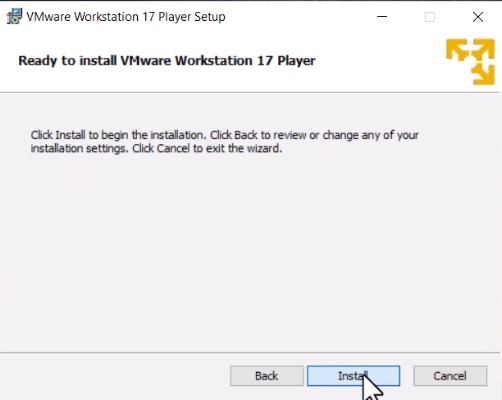 VMware Workstation 17 Player Setup
Ready to install VMware Workstation 17 Player
Click Install to begin the installation. Click Back to review or change any of your
installation settings. Click Cancel to exit the wizard.
Back Install Cancel